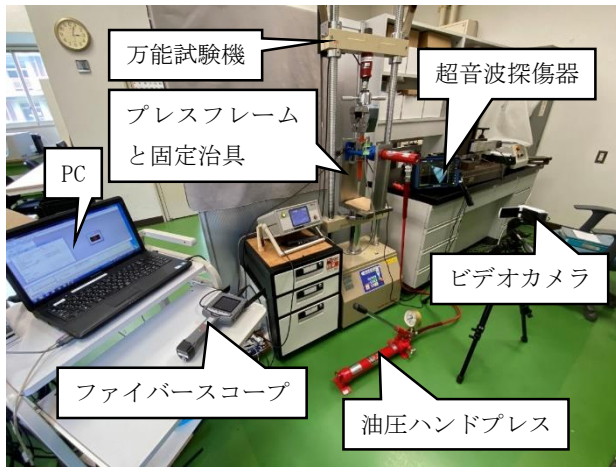 万能試験機
超音波探傷器
プレスフレーム
と固定治具
PC
ビデオカメラ
ファイバースコープ
油圧ハンドプレス